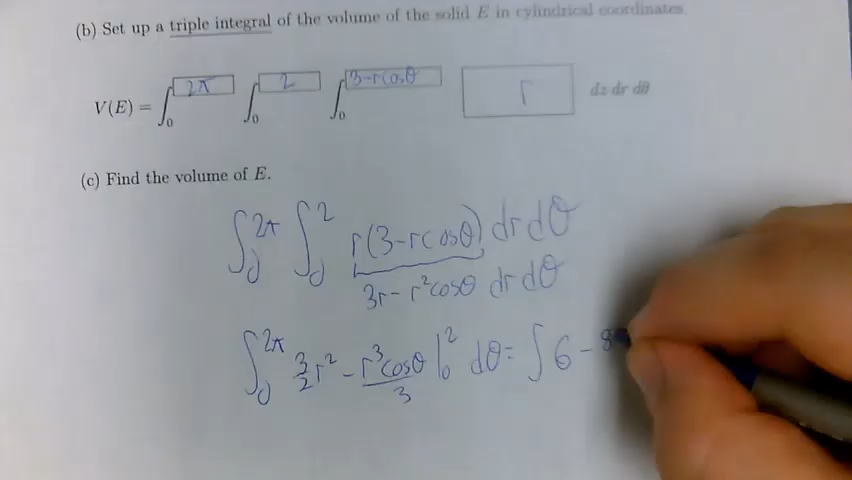 (b) Set up a triple integral of the volume of the solid E in cylindrical coordinates.
V(E) = ∫₀^2π ∫₀^2 ∫₀^3-rcosθ r dz dr dθ
(c) Find the volume of E.
∫₀^2π ∫₀^2 r(3-rcosθ) dr dθ
3r - r²cosθ dr dθ
∫₀^2π 3/2 r² - r³cosθ/3 |₀² dθ = ∫ 6 - 8